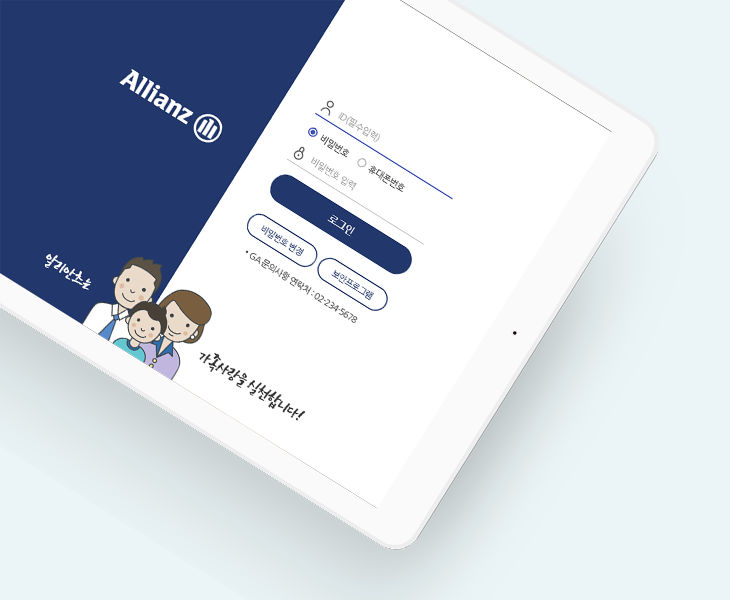 Allianz
ID(필수입력)
비밀번호 휴대폰번호
비밀번호 입력
로그인
비밀번호 변경 보안프로그램
• GA 문의사항 연락처 : 02-234-5678
알리안츠는
가족사랑을 실천합니다!